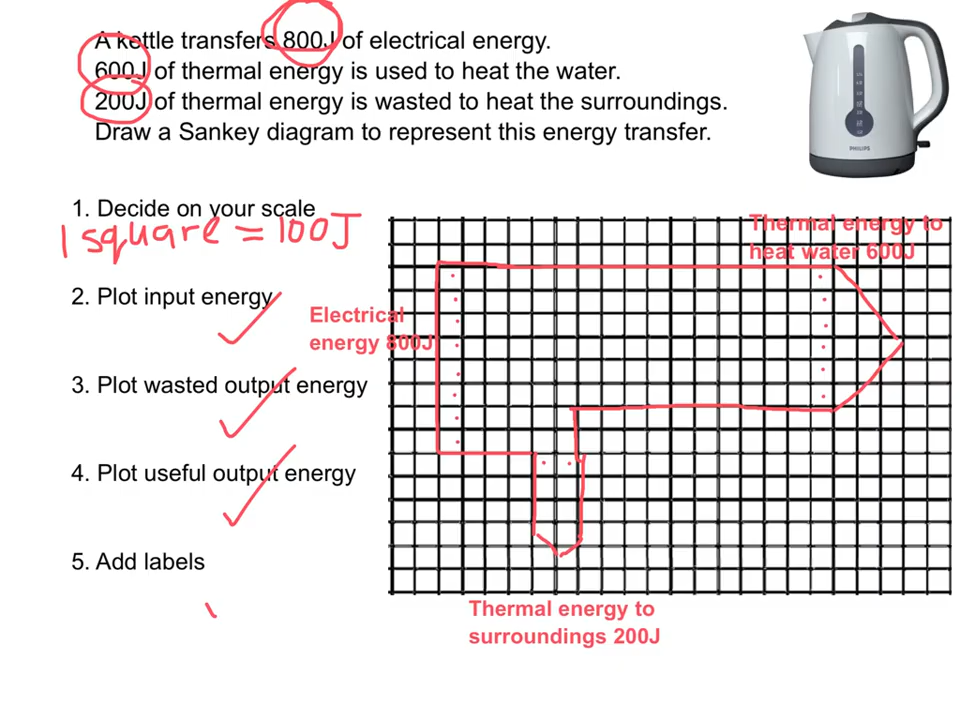 A kettle transfers 800J of electrical energy.
600J of thermal energy is used to heat the water.
200J of thermal energy is wasted to heat the surroundings.
Draw a Sankey diagram to represent this energy transfer.
PHILIPS
1. Decide on your scale
1 square = 100J
2. Plot input energy
3. Plot wasted output energy
4. Plot useful output energy
5. Add labels
Thermal energy to
heat water 600J
Electrical
energy 800J
Thermal energy to
surroundings 200J